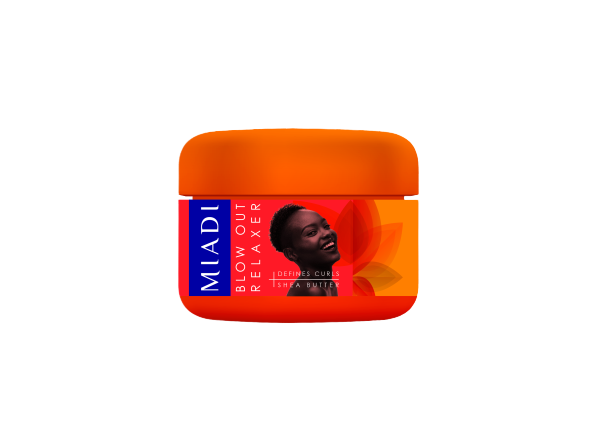 MIADI
BLOW OUT
RELAXER
DEFINES CURLS
SHEA BUTTER